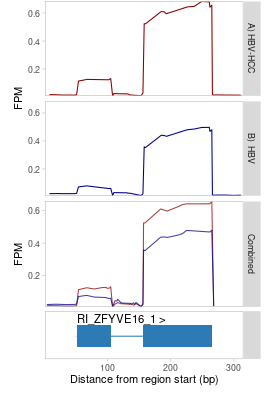 0.6
0.4
0.2
FPM
A) HBV-HCC
0.6
0.4
0.2
B) HBV
FPM
0.6
0.4
0.2
FPM
Combined
RI_ZFYVE16_1 >
100
200
300
Distance from region start (bp)